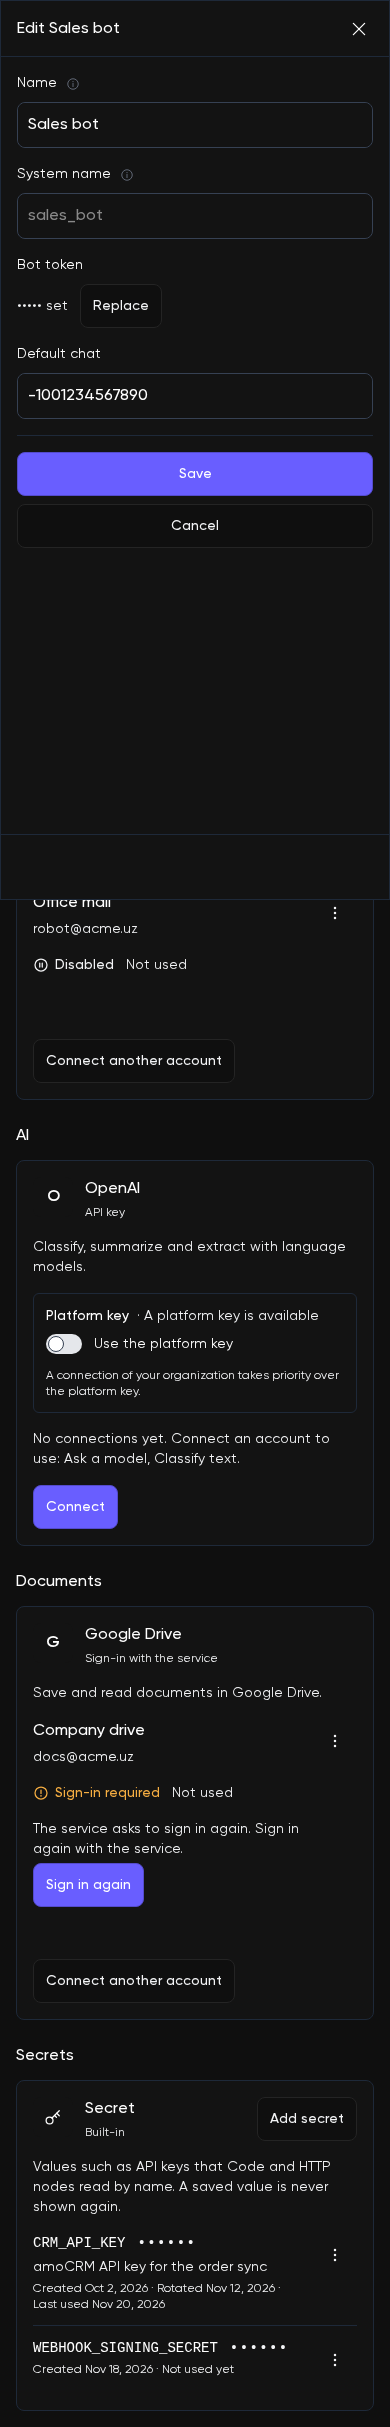 Edit Sales bot
Name
Sales bot
System name
sales_bot
Bot token
••••• set
Replace
Default chat
-1001234567890
Save
Cancel
Office mail
robot@acme.uz
Disabled Not used
Connect another account
AI
O
OpenAI
API key
Classify, summarize and extract with language
models.
Platform key · A platform key is available
Use the platform key
A connection of your organization takes priority over
the platform key.
No connections yet. Connect an account to
use: Ask a model, Classify text.
Connect
Documents
G
Google Drive
Sign-in with the service
Save and read documents in Google Drive.
Company drive
docs@acme.uz
Sign-in required Not used
The service asks to sign in again. Sign in
again with the service.
Sign in again
Connect another account
Secrets
Secret
Built-in
Add secret
Values such as API keys that Code and HTTP
nodes read by name. A saved value is never
shown again.
CRM_API_KEY ••••••
amoCRM API key for the order sync
Created Oct 2, 2026 · Rotated Nov 12, 2026 ·
Last used Nov 20, 2026
WEBHOOK_SIGNING_SECRET ••••••
Created Nov 18, 2026 · Not used yet